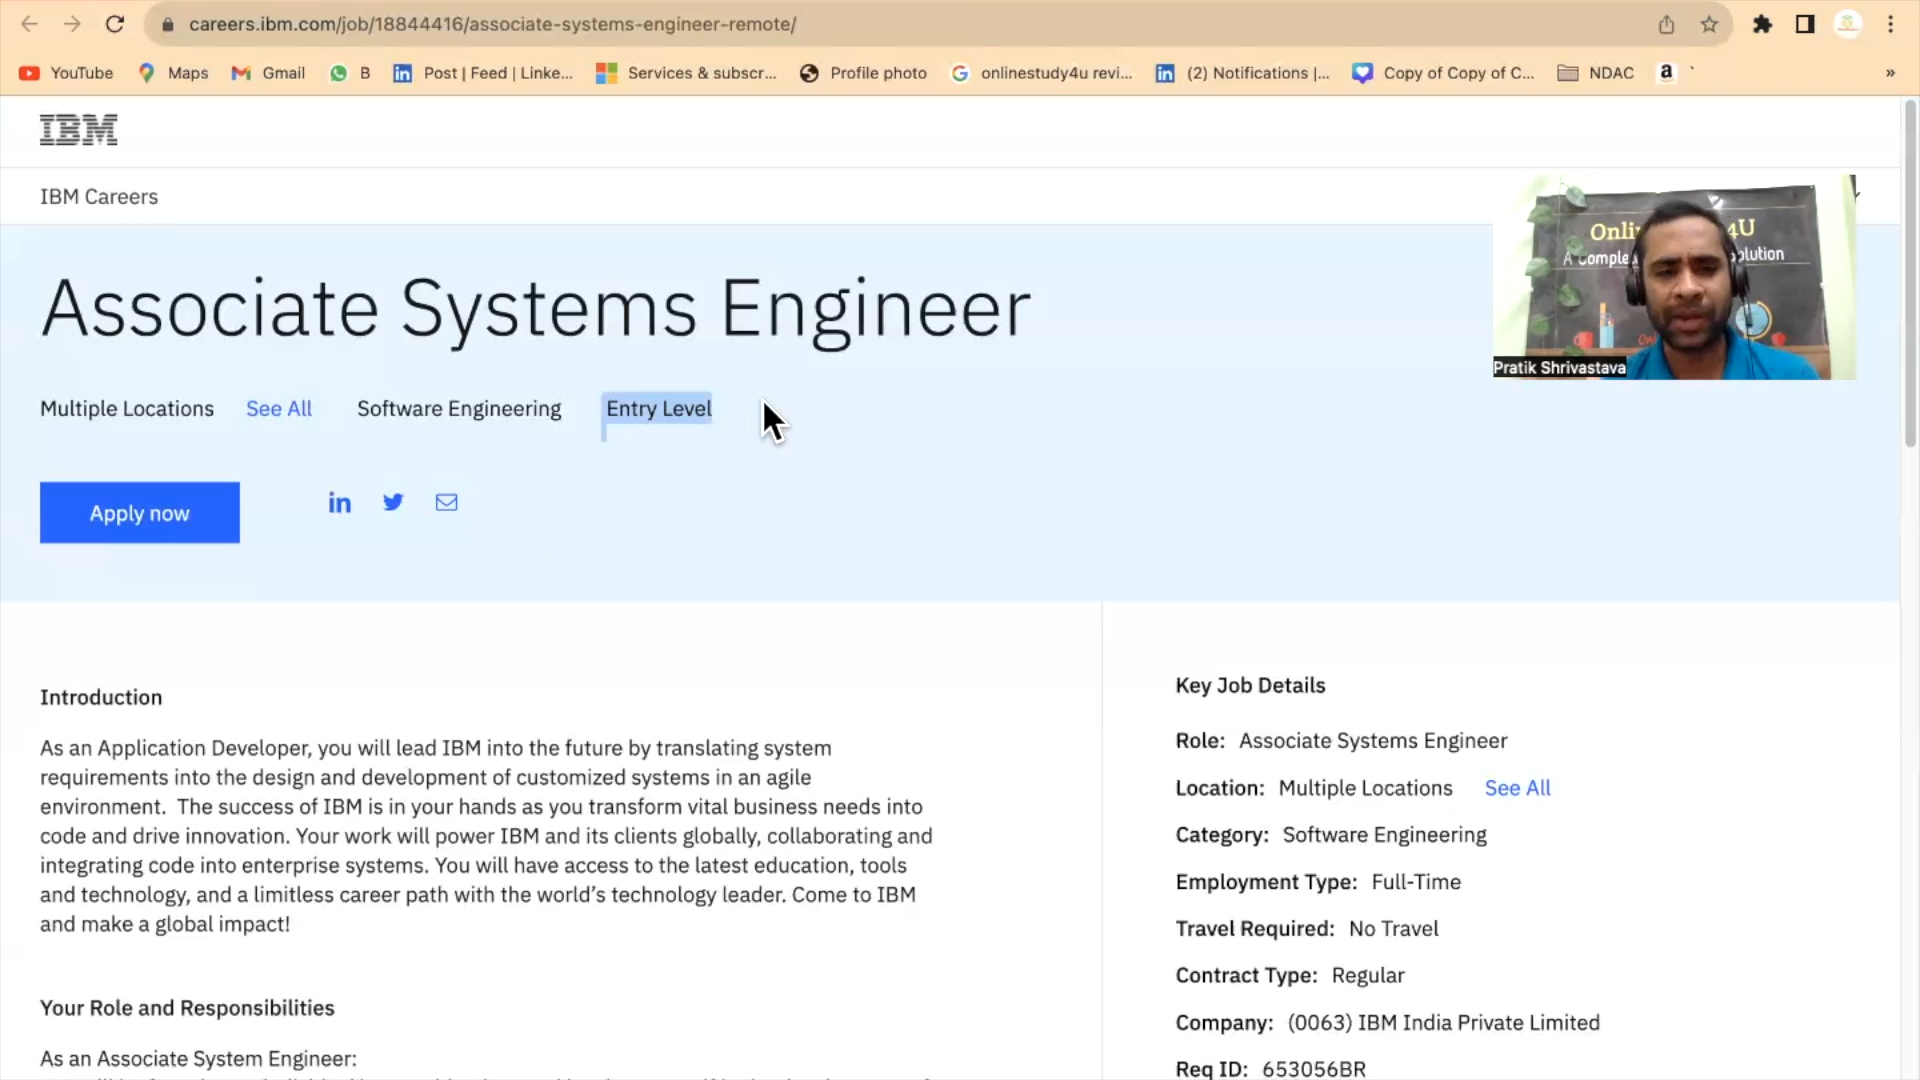 careers.ibm.com/job/18844416/associate-systems-engineer-remote/
YouTube Maps Gmail B Post | Feed | Linke... Services & subscr... Profile photo onlinestudy4u revi... (2) Notifications |... Copy of Copy of C... NDAC a `
IBM
IBM Careers
Associate Systems Engineer
Multiple Locations See All Software Engineering Entry Level
Apply now
Pratik Shrivastava
Introduction
As an Application Developer, you will lead IBM into the future by translating system
requirements into the design and development of customized systems in an agile
environment. The success of IBM is in your hands as you transform vital business needs into
code and drive innovation. Your work will power IBM and its clients globally, collaborating and
integrating code into enterprise systems. You will have access to the latest education, tools
and technology, and a limitless career path with the world’s technology leader. Come to IBM
and make a global impact!
Your Role and Responsibilities
As an Associate System Engineer:
Key Job Details
Role: Associate Systems Engineer
Location: Multiple Locations See All
Category: Software Engineering
Employment Type: Full-Time
Travel Required: No Travel
Contract Type: Regular
Company: (0063) IBM India Private Limited
Req ID: 653056BR